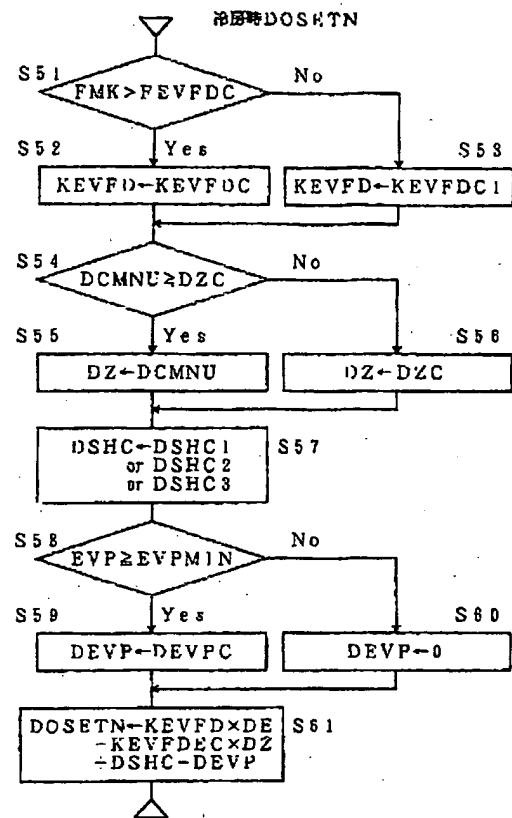 冷房時DOSETN
S51
FMK>FEVFDC
No
S52
Yes
S53
KEVFD←KEVFDC
KEVFD←KEVFDC1
S54
DCMNU≧DZC
No
S55
Yes
S56
DZ←DCMNU
DZ←DZC
DSHC←DSHC1
or DSHC2
or DSHC3
S57
S58
EVP≧EVPMIN
No
S59
Yes
S60
DEVP←DEVPC
DEVP←0
DOSETN←KEVFD×DE
-KEVFDEC×DZ
+DSHC-DEVP
S61